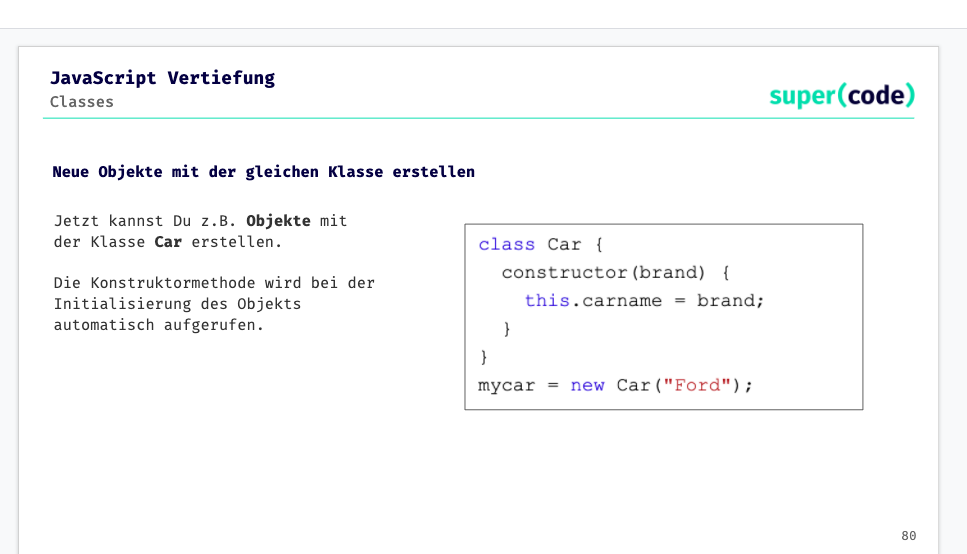 JavaScript Vertiefung
Classes
super(code)
Neue Objekte mit der gleichen Klasse erstellen
Jetzt kannst Du z.B. Objekte mit
der Klasse Car erstellen.
Die Konstruktormethode wird bei der
Initialisierung des Objekts
automatisch aufgerufen.
class Car {
  constructor(brand) {
    this.carname = brand;
  }
}
mycar = new Car("Ford");
80